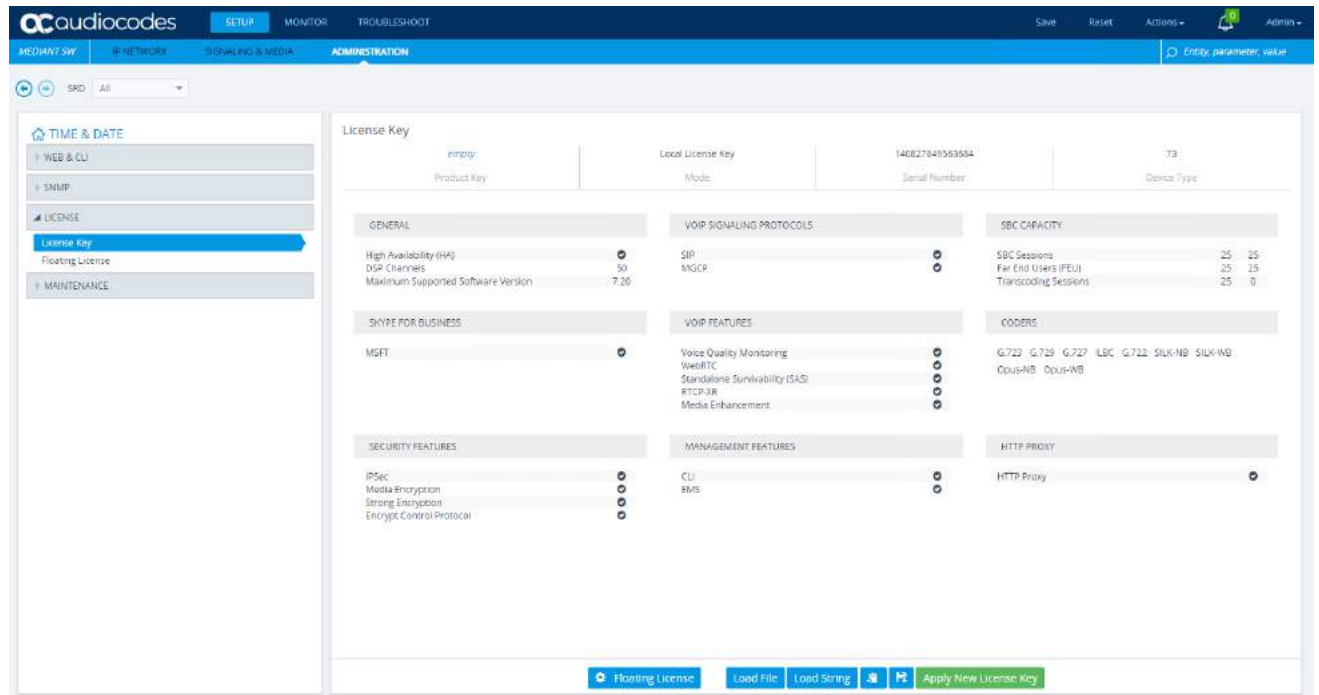 audiocodes SETUP MONITOR TROUBLESHOOT Save Reset Actions 0 Admin
MEDIANT SW IP NETWORK SIGNALING & MEDIA ADMINISTRATION Entity, parameter, value
SRD All
TIME & DATE
WEB & CLI
SNMP
LICENSE
License Key
Floating License
MAINTENANCE
License Key
empty Local License Key 140827849563684 73
Product Key Mode Serial Number Device Type
GENERAL
High Availability (HA)
DSP Channels 50
Maximum Supported Software Version 7.20
VOIP SIGNALING PROTOCOLS
SIP
MGCP
SBC CAPACITY
SBC Sessions 25 25
Far End Users (FEU) 25 25
Transcoding Sessions 25 0
SKYPE FOR BUSINESS
MSFT
VOIP FEATURES
Voice Quality Monitoring
WebRTC
Standalone Survivability (SAS)
RTCP-XR
Media Enhancement
CODERS
G.723 G.729 G.727 ILBC G.722 SILK-NB SILK-WB
Opus-NB Opus-WB
SECURITY FEATURES
IPSec
Media Encryption
Strong Encryption
Encrypt Control Protocol
MANAGEMENT FEATURES
CLI
EMS
HTTP PROXY
HTTP Proxy
Floating License Load File Load String Apply New License Key